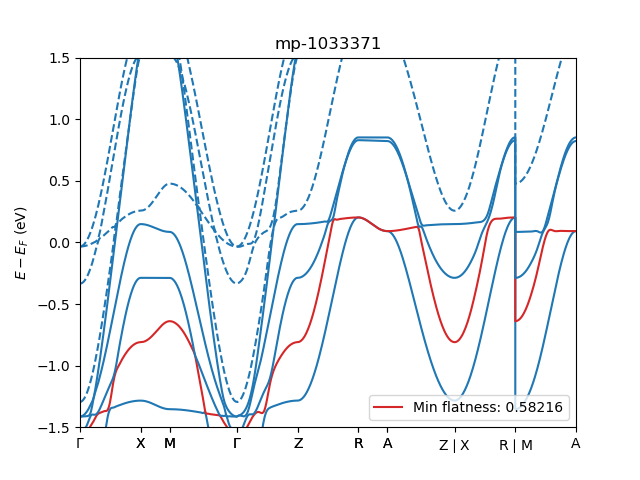 mp-1033371
E − E_F (eV)
1.5
1.0
0.5
0.0
−0.5
−1.0
−1.5
Min flatness: 0.58216
Γ X M Γ Z R A Z | X R | M A